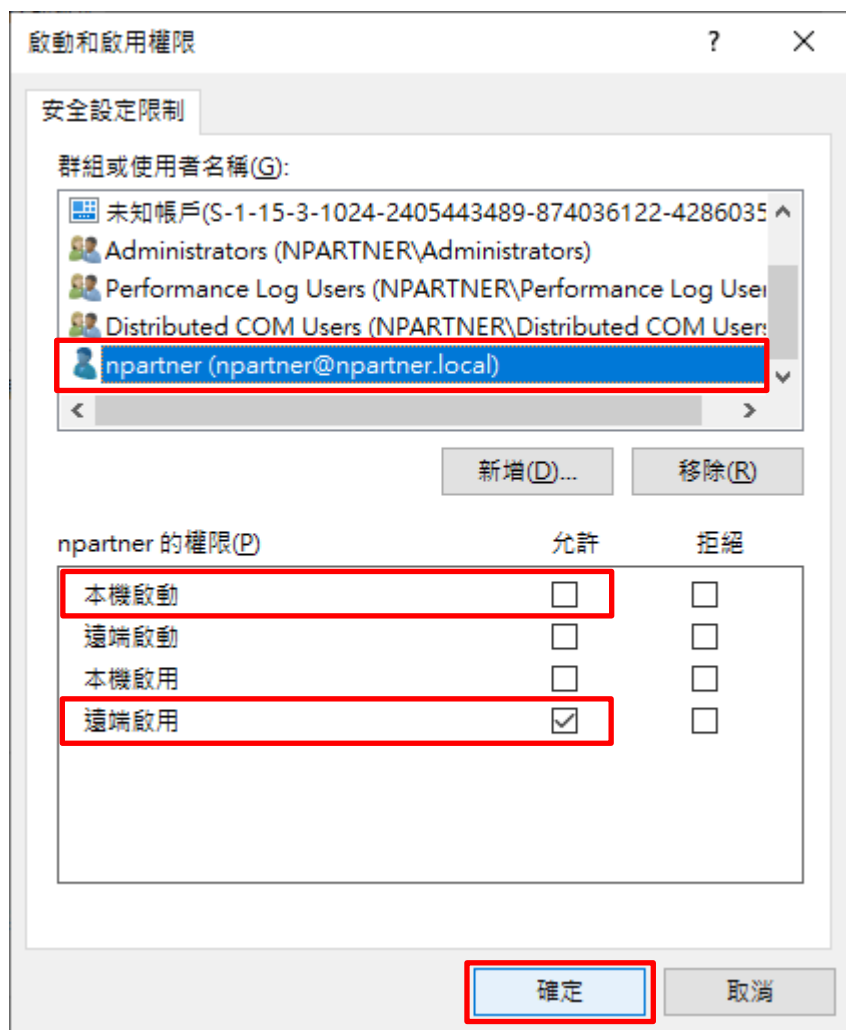 啟動和啟用權限
?
安全設定限制
群組或使用者名稱(G):
未知帳戶(S-1-15-3-1024-2405443489-874036122-4286035
Administrators (NPARTNER\Administrators)
Performance Log Users (NPARTNER\Performance Log User
Distributed COM Users (NPARTNER\Distributed COM Users
npartner (npartner@npartner.local)
新增(D)... 移除(R)
npartner 的權限(P) 允許 拒絕
本機啟動
遠端啟動
本機啟用
遠端啟用
確定 取消